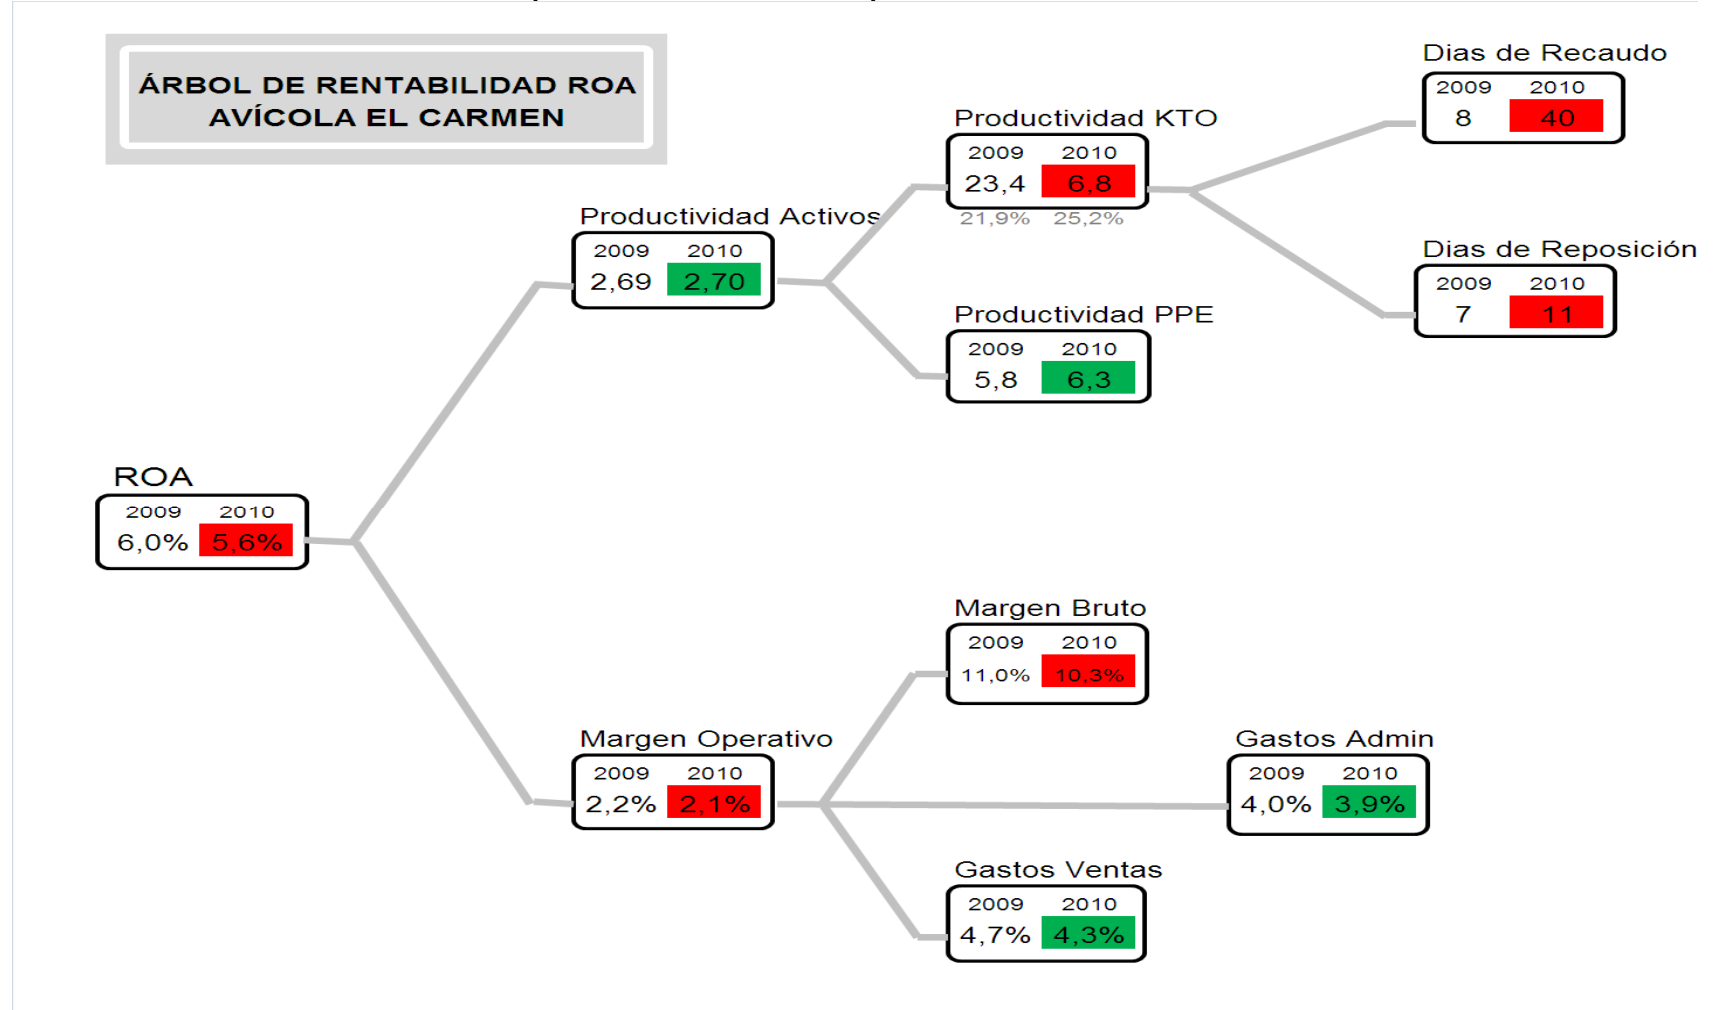 ÁRBOL DE RENTABILIDAD ROA
AVÍCOLA EL CARMEN
Dias de Recaudo
2009 2010
8 40
Productividad KTO
2009 2010
23,4 6,8
21,9% 25,2%
Productividad Activos
2009 2010
2,69 2,70
Dias de Reposición
2009 2010
7 11
Productividad PPE
2009 2010
5,8 6,3
ROA
2009 2010
6,0% 5,6%
Margen Bruto
2009 2010
11,0% 10,3%
Margen Operativo
2009 2010
2,2% 2,1%
Gastos Admin
2009 2010
4,0% 3,9%
Gastos Ventas
2009 2010
4,7% 4,3%